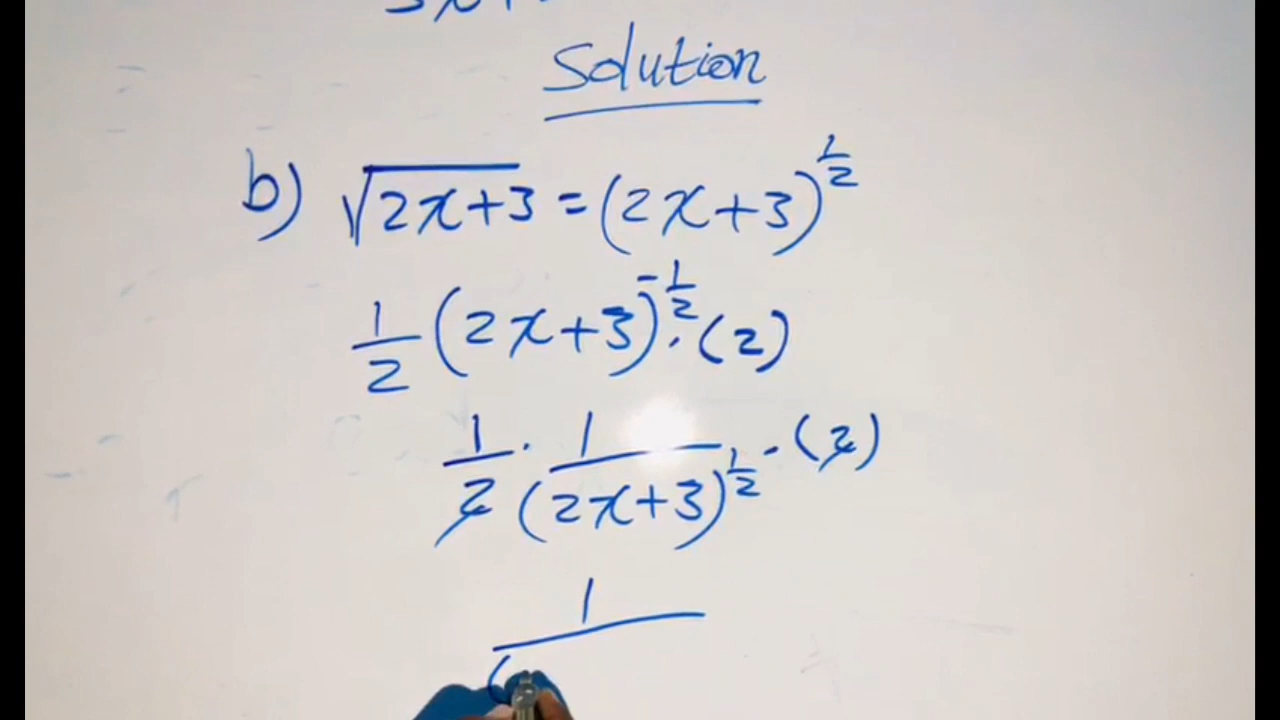 Solution
b) √2x+3 = (2x+3)^1/2
1/2 (2x+3)^-1/2 · (2)
1/2 · 1/(2x+3)^1/2 · (2)
1/(